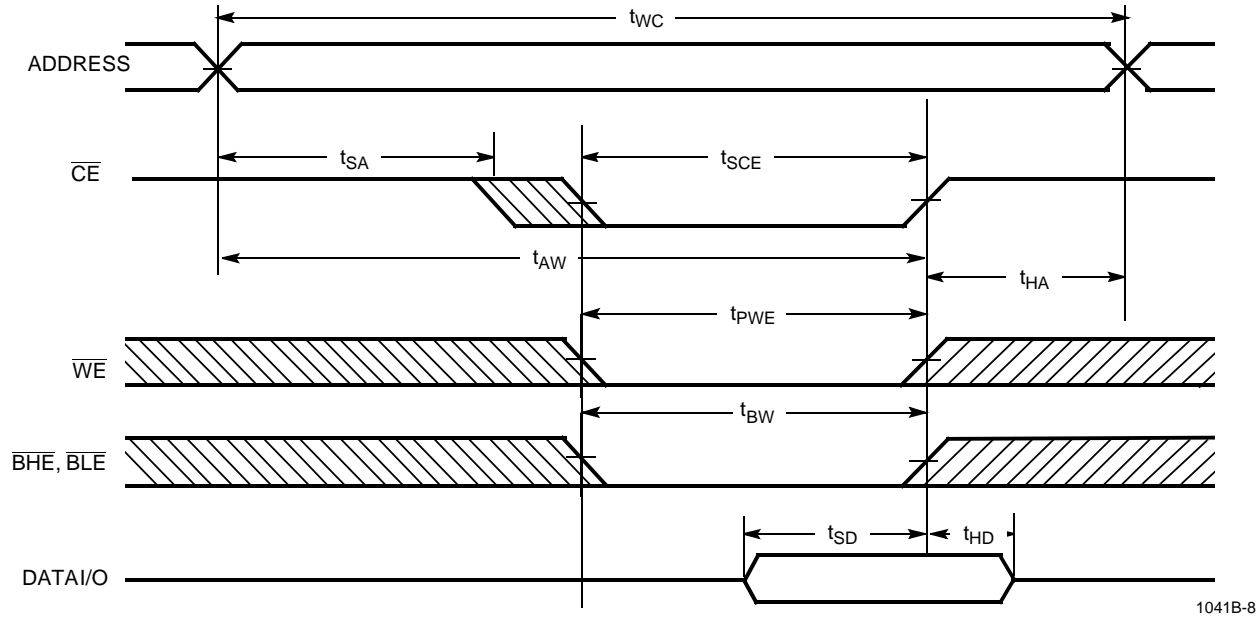 tWC
ADDRESS
tSA
tSCE
CE
tAW
tHA
tPWE
WE
tBW
BHE, BLE
tSD
tHD
DATAI/O
1041B-8